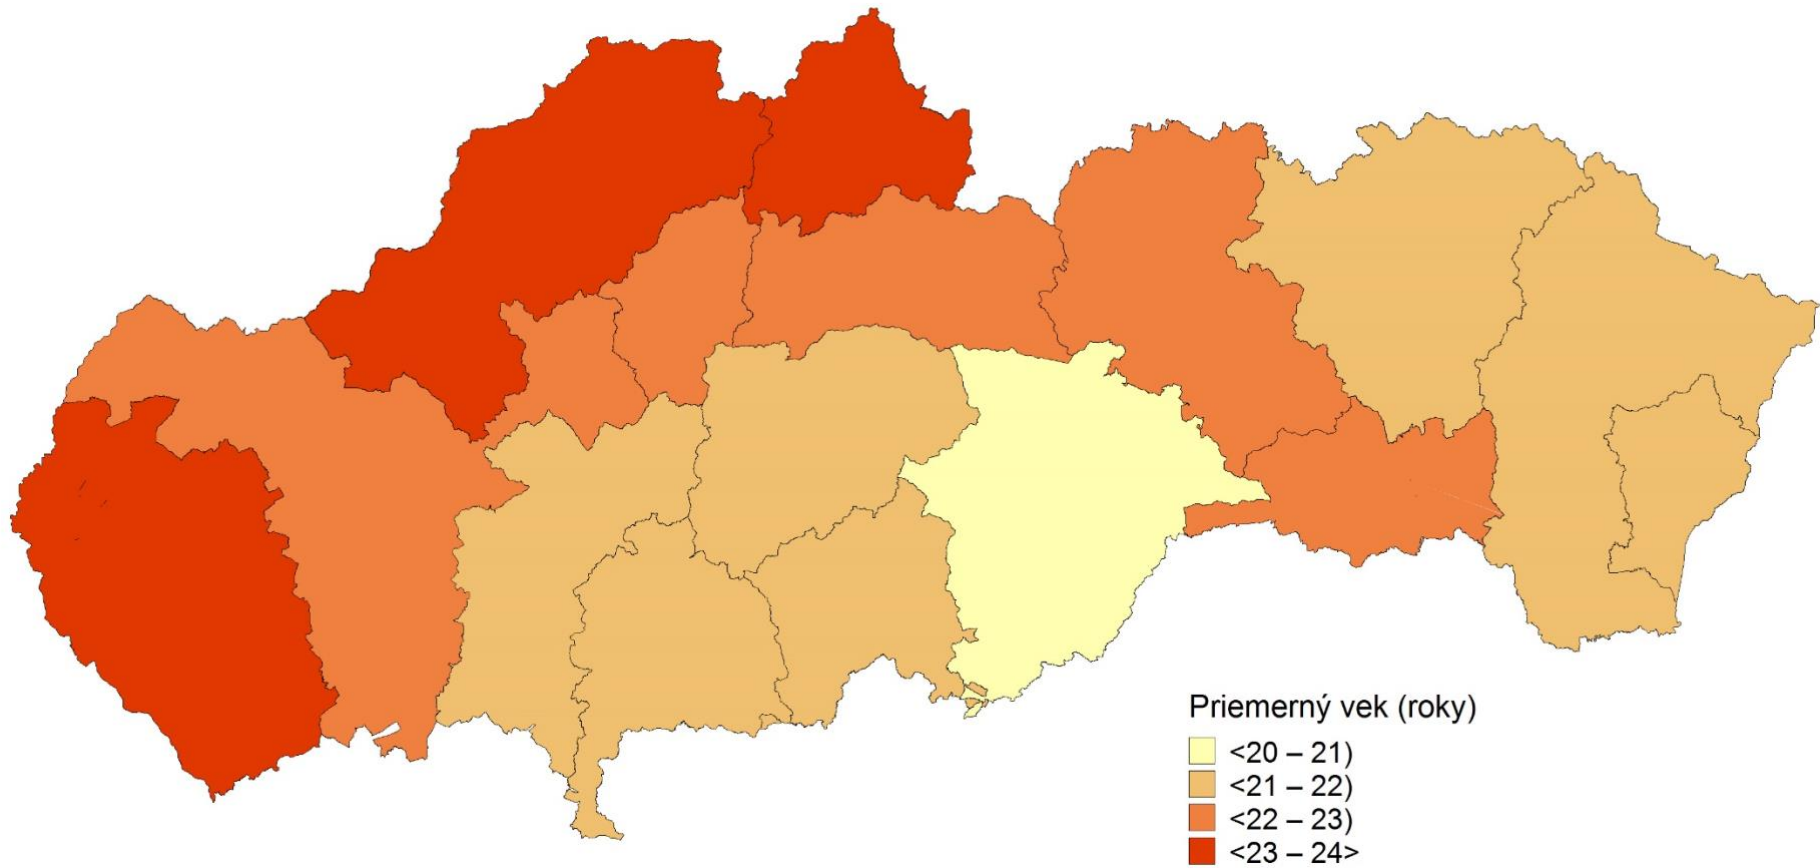 Priemerný vek (roky)
<20 – 21)
<21 – 22)
<22 – 23)
<23 – 24>